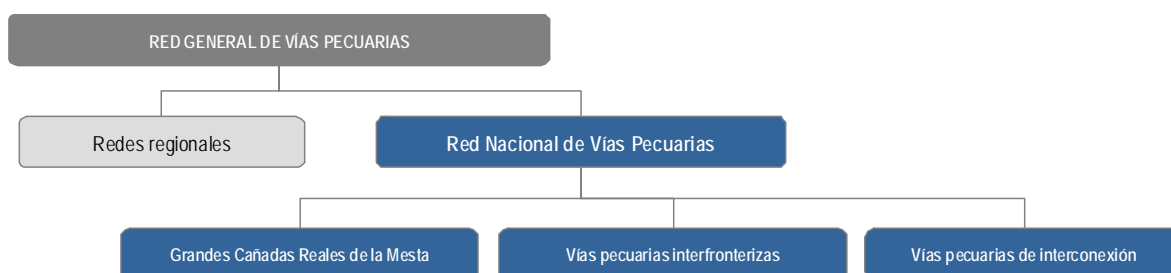 RED GENERAL DE VÍAS PECUARIAS
Redes regionales
Red Nacional de Vías Pecuarias
Grandes Cañadas Reales de la Mesta
Vías pecuarias interfronterizas
Vías pecuarias de interconexión